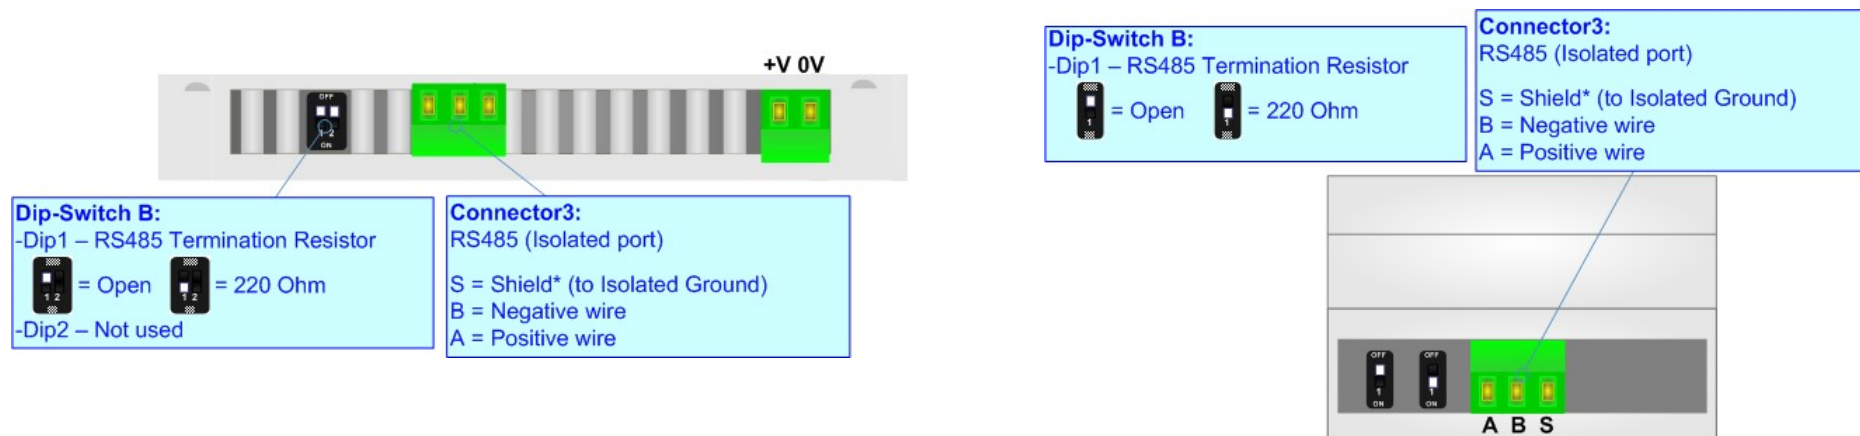 +V 0V
OFF
1 2
ON
Dip-Switch B:
-Dip1 – RS485 Termination Resistor
1 2 = Open 1 2 = 220 Ohm
-Dip2 – Not used
Connector3:
RS485 (Isolated port)
S = Shield* (to Isolated Ground)
B = Negative wire
A = Positive wire
Dip-Switch B:
-Dip1 – RS485 Termination Resistor
1 = Open 1 = 220 Ohm
Connector3:
RS485 (Isolated port)
S = Shield* (to Isolated Ground)
B = Negative wire
A = Positive wire
OFF OFF
1 1
ON ON
A B S